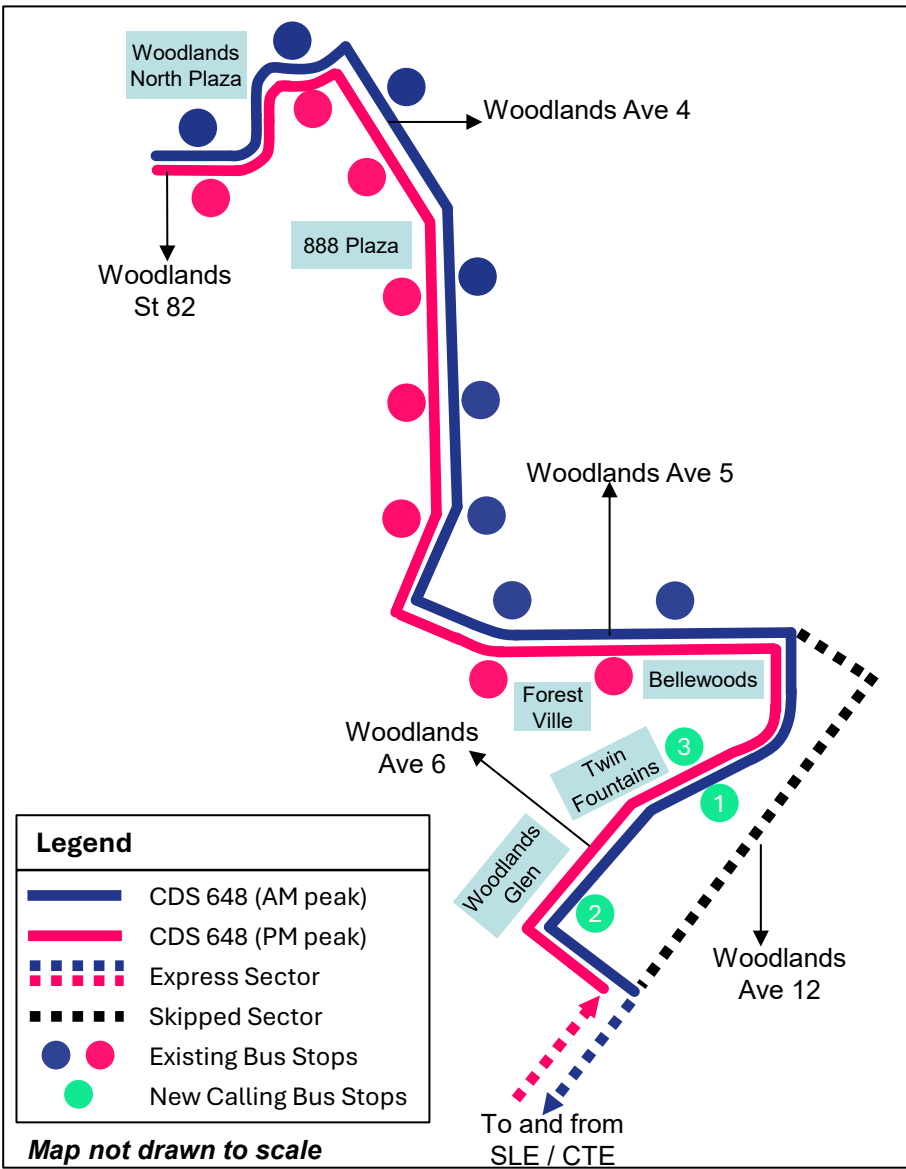 Woodlands
North Plaza
Woodlands Ave 4
888 Plaza
Woodlands
St 82
Woodlands Ave 5
Bellewoods
Forest
Ville
Woodlands
Ave 6
Twin
Fountains
3
1
Woodlands
Glen
2
Woodlands
Ave 12
Legend
CDS 648 (AM peak)
CDS 648 (PM peak)
Express Sector
Skipped Sector
Existing Bus Stops
New Calling Bus Stops
Map not drawn to scale
To and from
SLE / CTE